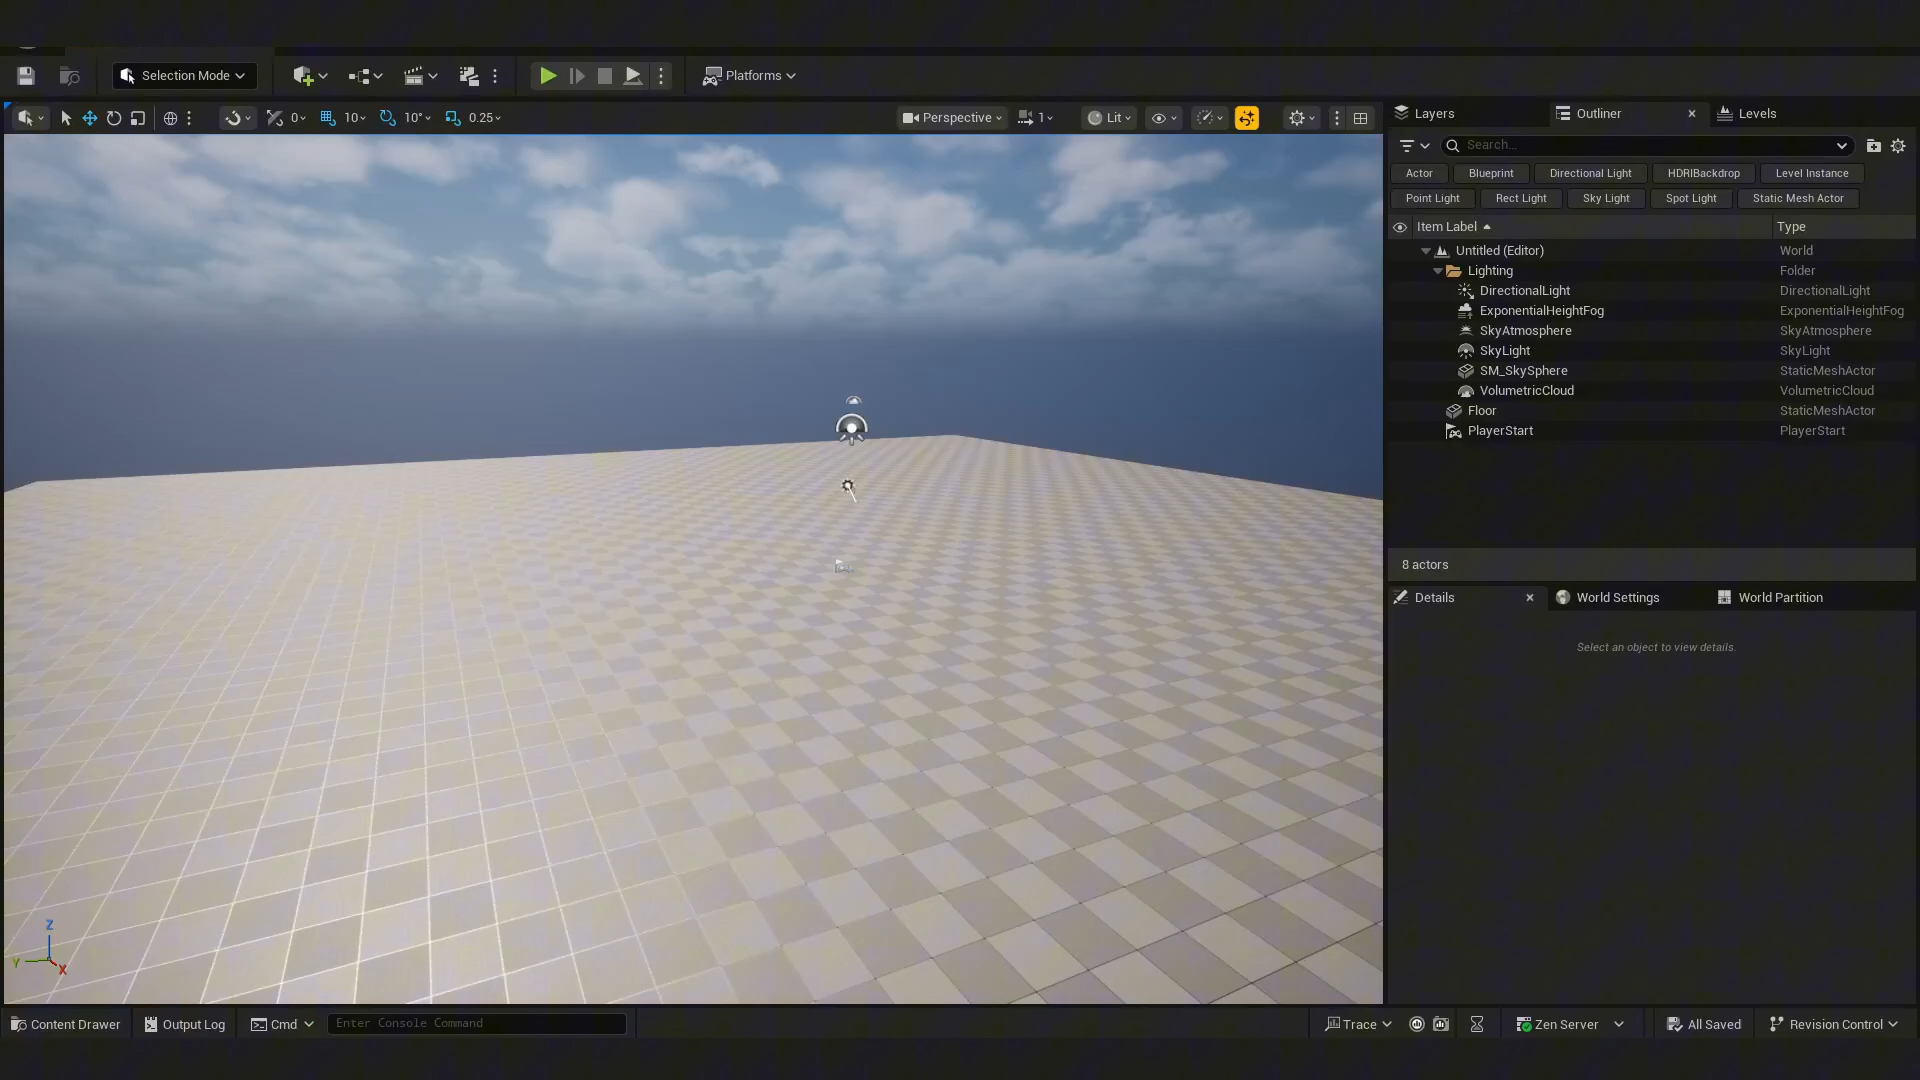 Selection Mode
Platforms
0
10
10°
0.25
Perspective
1
Lit
Layers
Outliner
Levels
Search...
Actor
Blueprint
Directional Light
HDRIBackdrop
Level Instance
Point Light
Rect Light
Sky Light
Spot Light
Static Mesh Actor
Item Label
Type
Untitled (Editor)
World
Lighting
Folder
DirectionalLight
DirectionalLight
ExponentialHeightFog
ExponentialHeightFog
SkyAtmosphere
SkyAtmosphere
SkyLight
SkyLight
SM_SkySphere
StaticMeshActor
VolumetricCloud
VolumetricCloud
Floor
StaticMeshActor
PlayerStart
PlayerStart
8 actors
Details
World Settings
World Partition
Select an object to view details.
Z
Y
X
Content Drawer
Output Log
Cmd
Enter Console Command
Trace
Zen Server
All Saved
Revision Control